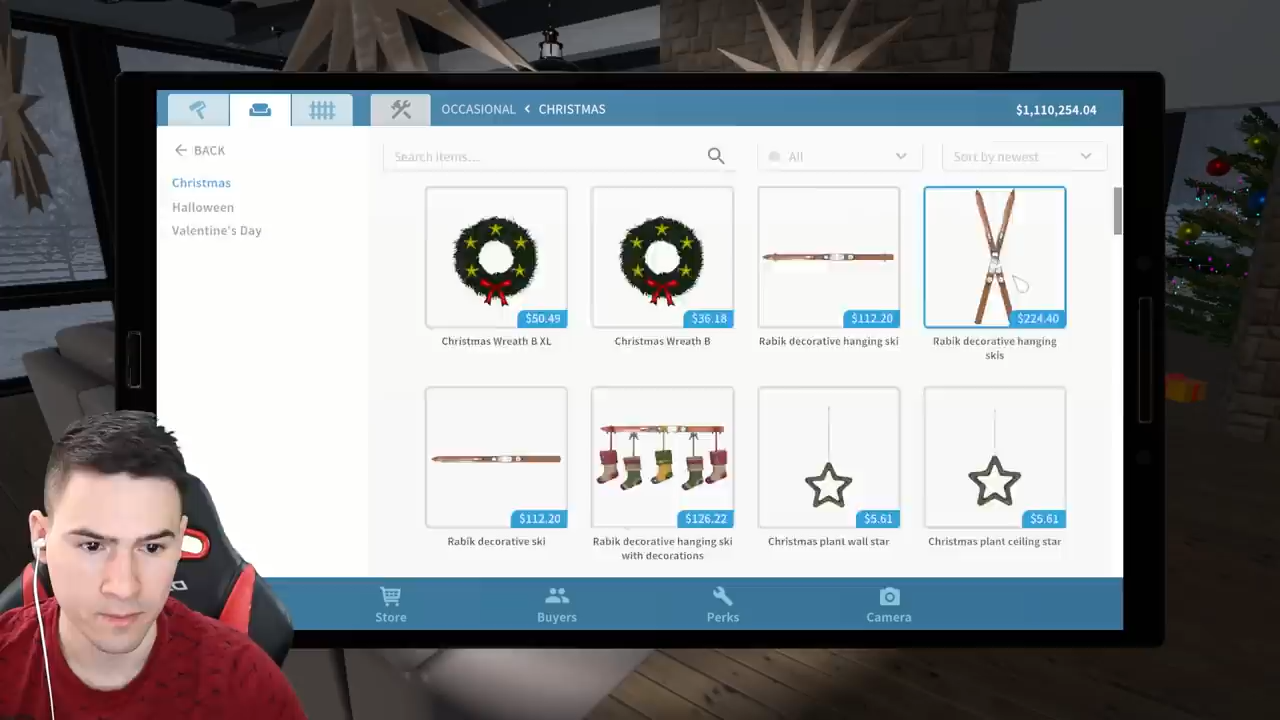 OCCASIONAL < CHRISTMAS
$1,110,254.04
BACK
Search items...
All
Sort by newest
Christmas
Halloween
Valentine's Day
$50.49
$36.18
$112.20
$224.40
Christmas Wreath B XL
Christmas Wreath B
Rabik decorative hanging ski
Rabik decorative hanging
skis
$112.20
$126.22
$5.61
$5.61
Rabik decorative ski
Rabik decorative hanging ski
with decorations
Christmas plant wall star
Christmas plant ceiling star
Store
Buyers
Perks
Camera